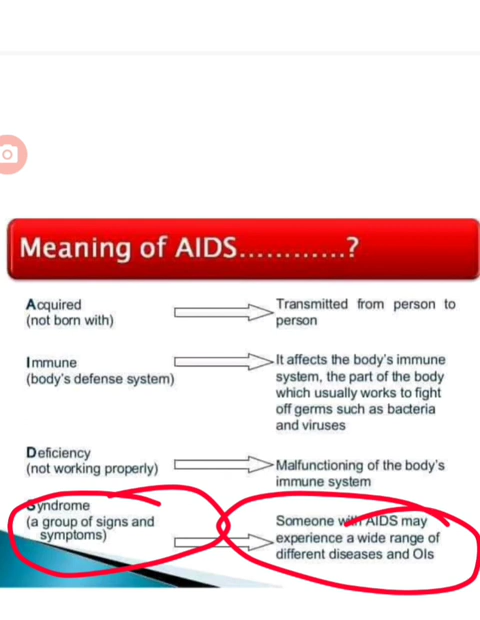 Meaning of AIDS............?
Acquired
(not born with)
Transmitted from person to
person
Immune
(body's defense system)
It affects the body's immune
system, the part of the body
which usually works to fight
off germs such as bacteria
and viruses
Deficiency
(not working properly)
Malfunctioning of the body's
immune system
Syndrome
(a group of signs and
symptoms)
Someone with AIDS may
experience a wide range of
different diseases and OIs